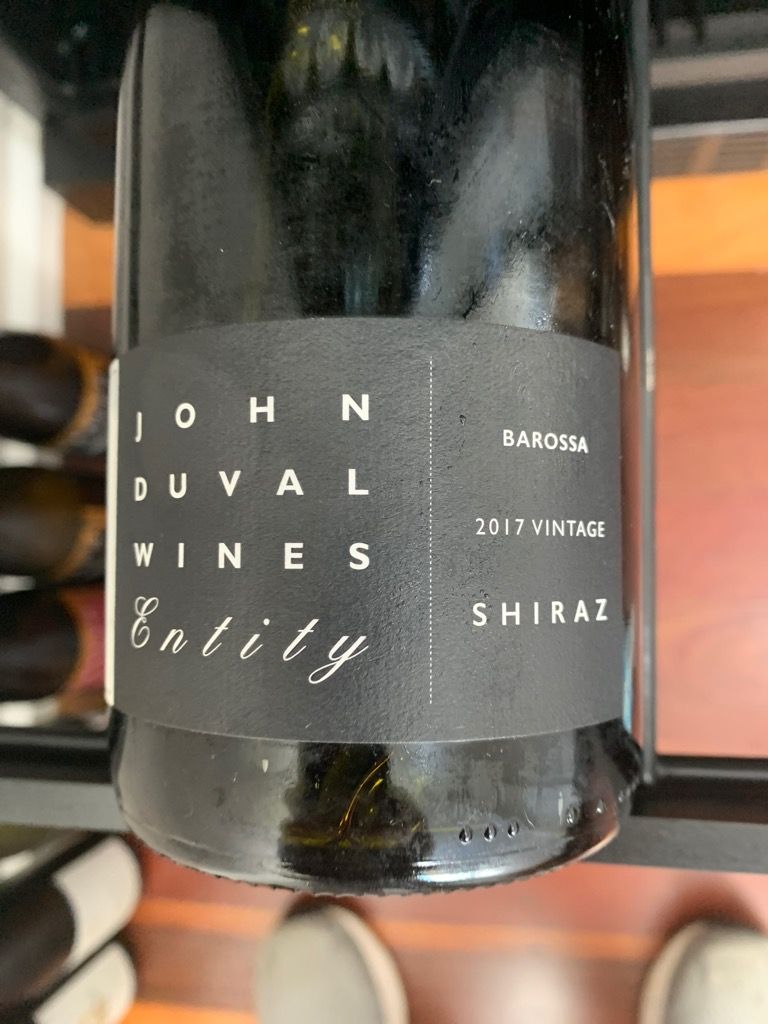 JOHN
DUVAL
WINES
Entity
BAROSSA
2017 VINTAGE
SHIRAZ